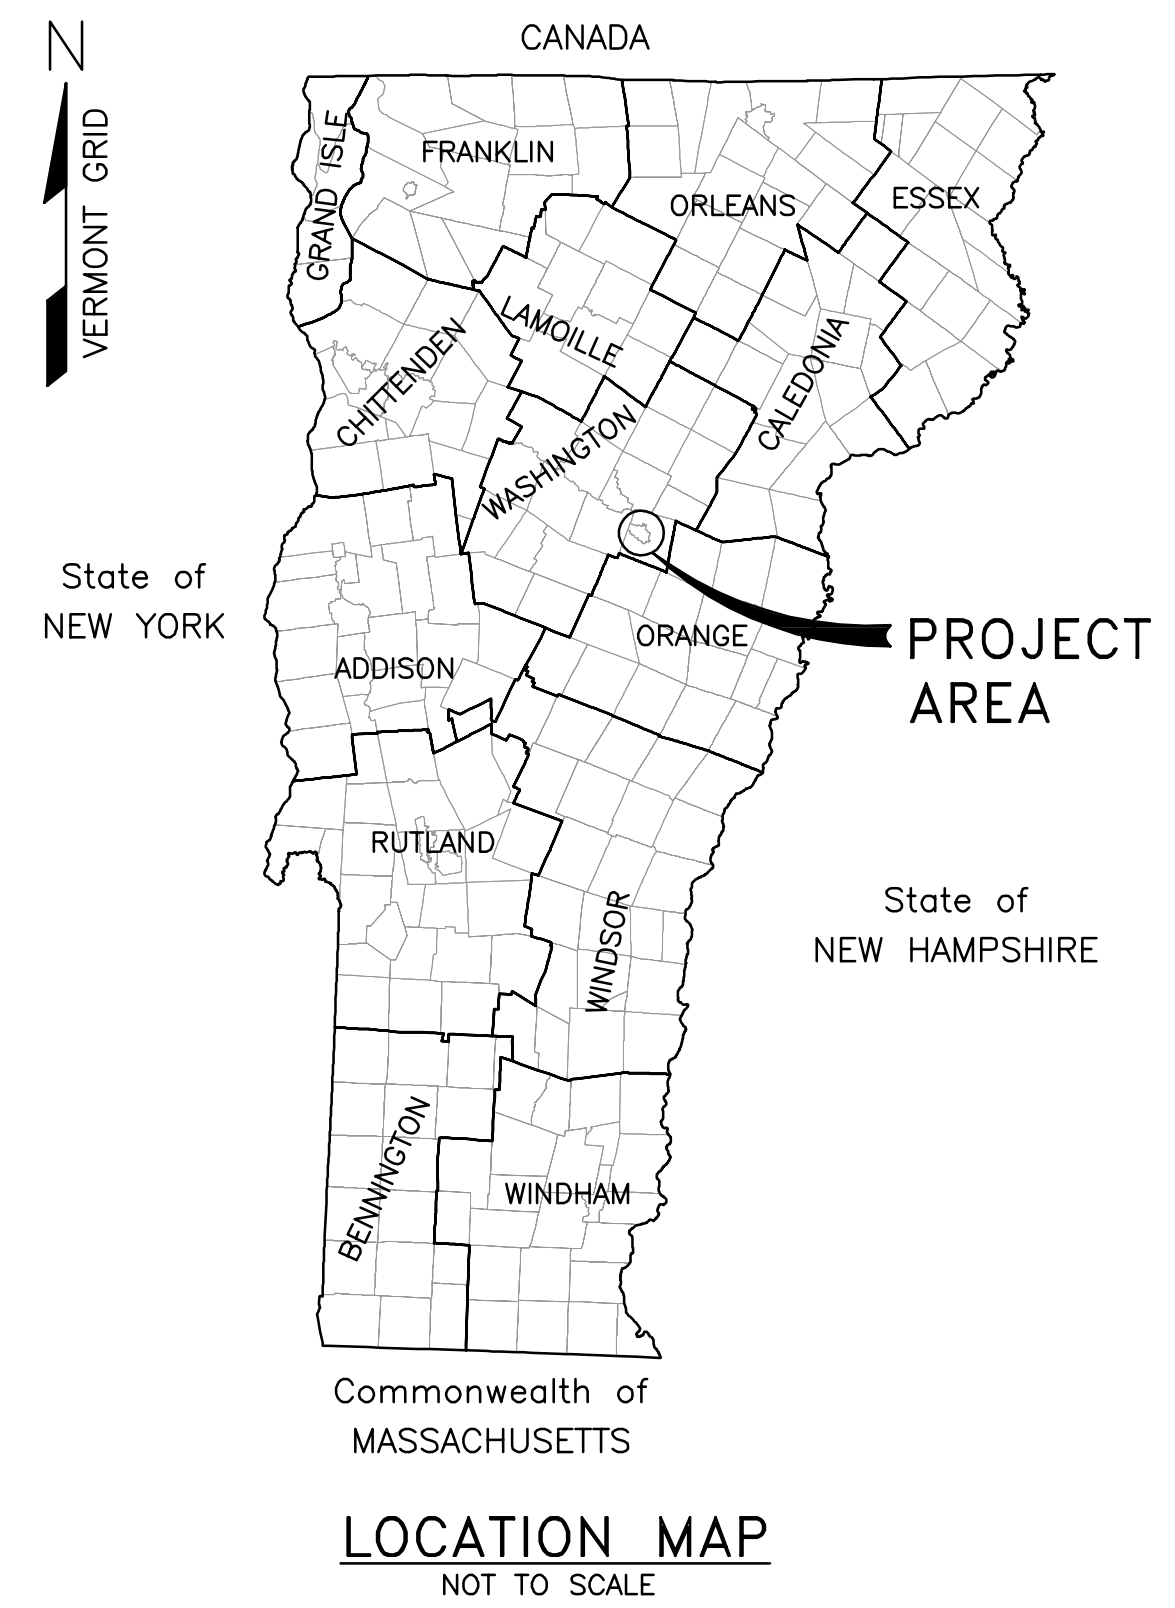 N
VERMONT GRID
CANADA
GRAND ISLE
FRANKLIN
ORLEANS
ESSEX
LAMOILLE
CHITTENDEN
CALEDONIA
WASHINGTON
State of
NEW YORK
ORANGE
PROJECT
AREA
ADDISON
RUTLAND
WINDSOR
State of
NEW HAMPSHIRE
BENNINGTON
WINDHAM
Commonwealth of
MASSACHUSETTS
LOCATION MAP
NOT TO SCALE